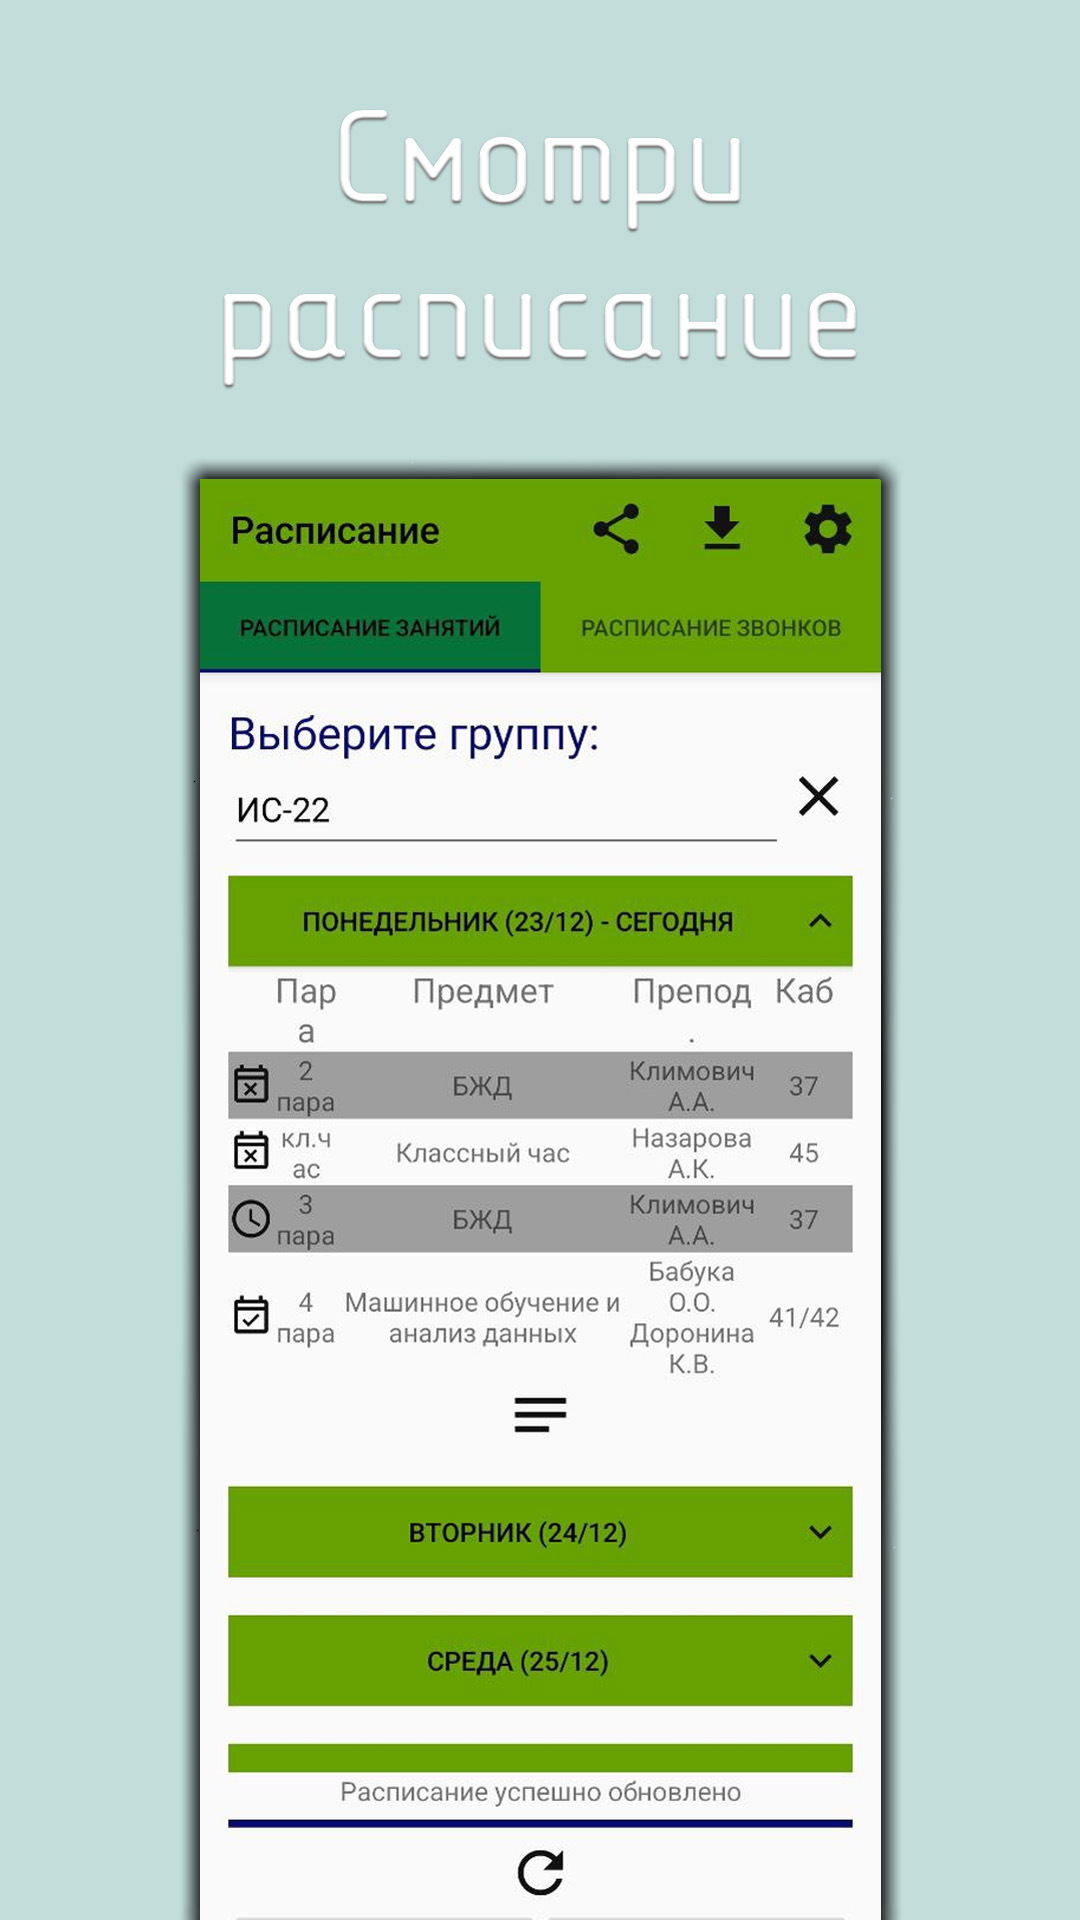 Смотри
расписание
Расписание
РАСПИСАНИЕ ЗАНЯТИЙ РАСПИСАНИЕ ЗВОНКОВ
Выберите группу:
ИС-22
ПОНЕДЕЛЬНИК (23/12) - СЕГОДНЯ
Пара Предмет Препод. Каб
2 пара БЖД Климович А.А. 37
кл.час Классный час Назарова А.К. 45
3 пара БЖД Климович А.А. 37
4 пара Машинное обучение и анализ данных Бабука О.О. Доронина К.В. 41/42
ВТОРНИК (24/12)
СРЕДА (25/12)
Расписание успешно обновлено